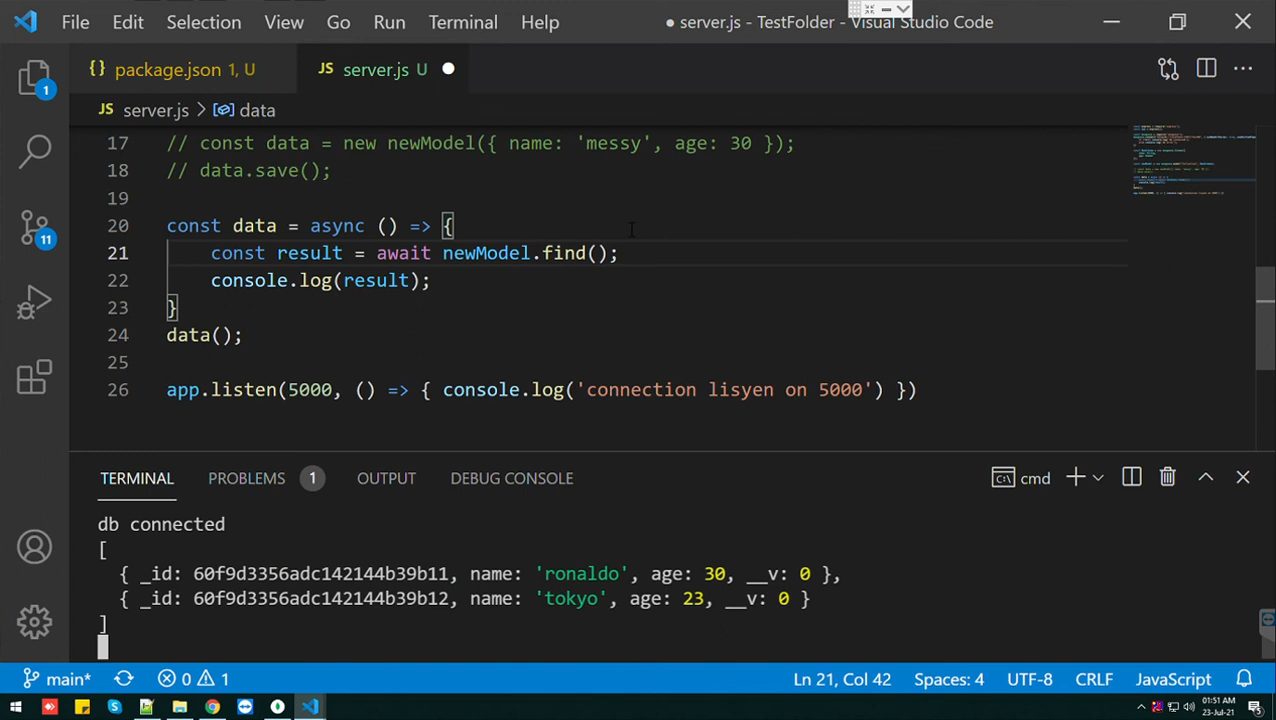 File Edit Selection View Go Run Terminal Help ● server.js - TestFolder - Visual Studio Code
{} package.json 1, U JS server.js U
JS server.js > data
17 // const data = new newModel({ name: 'messy', age: 30 });
18 // data.save();
19
20 const data = async () => {
21 const result = await newModel.find();
22 console.log(result);
23 }
24 data();
25
26 app.listen(5000, () => { console.log('connection lisyen on 5000') })
1
11
TERMINAL PROBLEMS 1 OUTPUT DEBUG CONSOLE cmd
db connected
[
{ _id: 60f9d3356adc142144b39b11, name: 'ronaldo', age: 30, __v: 0 },
{ _id: 60f9d3356adc142144b39b12, name: 'tokyo', age: 23, __v: 0 }
]
main* 0 1 Ln 21, Col 42 Spaces: 4 UTF-8 CRLF JavaScript
01:51 AM
23-Jul-21